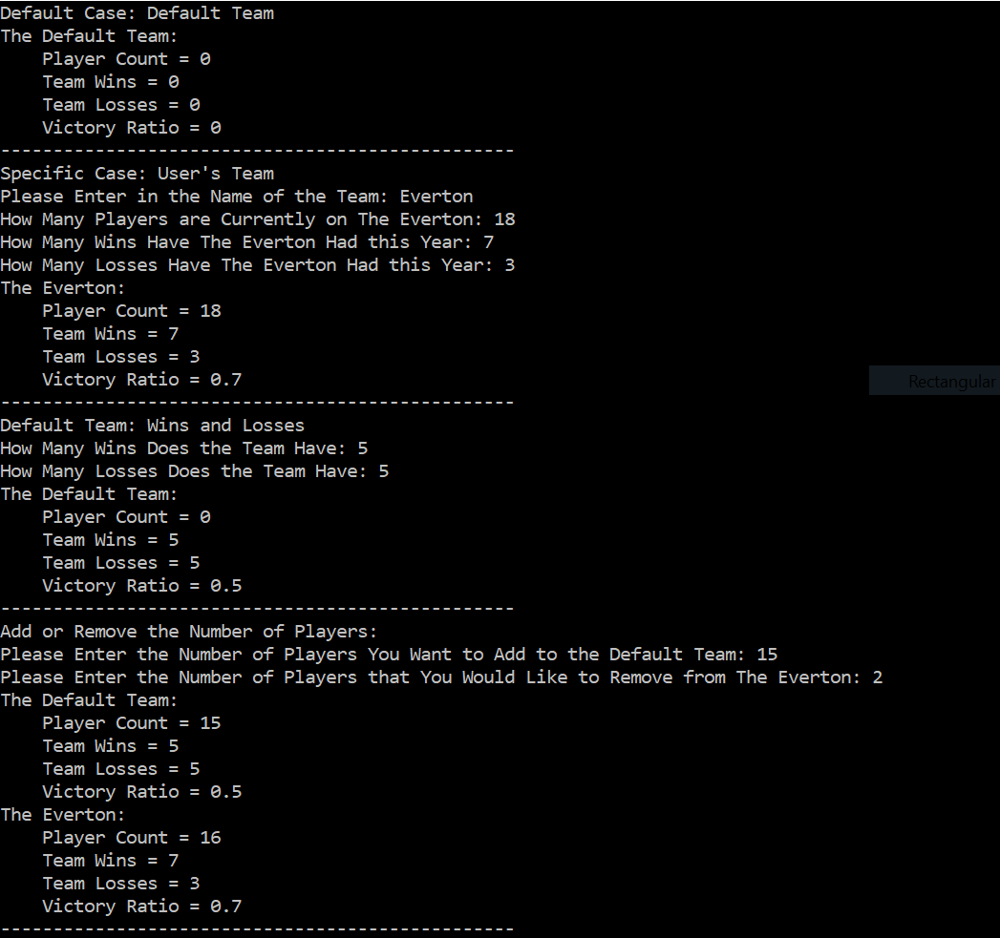 Default Case: Default Team
The Default Team:
    Player Count = 0
    Team Wins = 0
    Team Losses = 0
    Victory Ratio = 0
-------------------------------------------------
Specific Case: User's Team
Please Enter in the Name of the Team: Everton
How Many Players are Currently on The Everton: 18
How Many Wins Have The Everton Had this Year: 7
How Many Losses Have The Everton Had this Year: 3
The Everton:
    Player Count = 18
    Team Wins = 7
    Team Losses = 3
    Victory Ratio = 0.7
Rectangular
-------------------------------------------------
Default Team: Wins and Losses
How Many Wins Does the Team Have: 5
How Many Losses Does the Team Have: 5
The Default Team:
    Player Count = 0
    Team Wins = 5
    Team Losses = 5
    Victory Ratio = 0.5
-------------------------------------------------
Add or Remove the Number of Players:
Please Enter the Number of Players You Want to Add to the Default Team: 15
Please Enter the Number of Players that You Would Like to Remove from The Everton: 2
The Default Team:
    Player Count = 15
    Team Wins = 5
    Team Losses = 5
    Victory Ratio = 0.5
The Everton:
    Player Count = 16
    Team Wins = 7
    Team Losses = 3
    Victory Ratio = 0.7
-------------------------------------------------